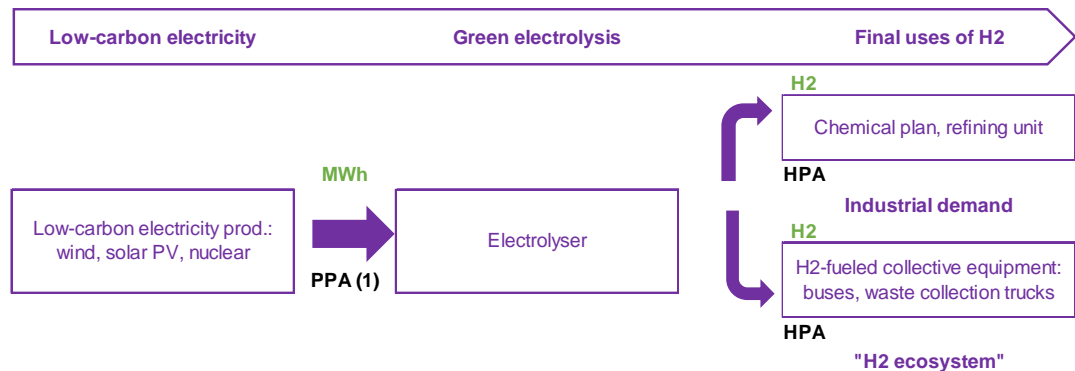 Low-carbon electricity
Green electrolysis
Final uses of H2
H2
Chemical plan, refining unit
HPA
Industrial demand
MWh
Low-carbon electricity prod.:
wind, solar PV, nuclear
PPA (1)
Electrolyser
H2
H2-fueled collective equipment:
buses, waste collection trucks
HPA
"H2 ecosystem"